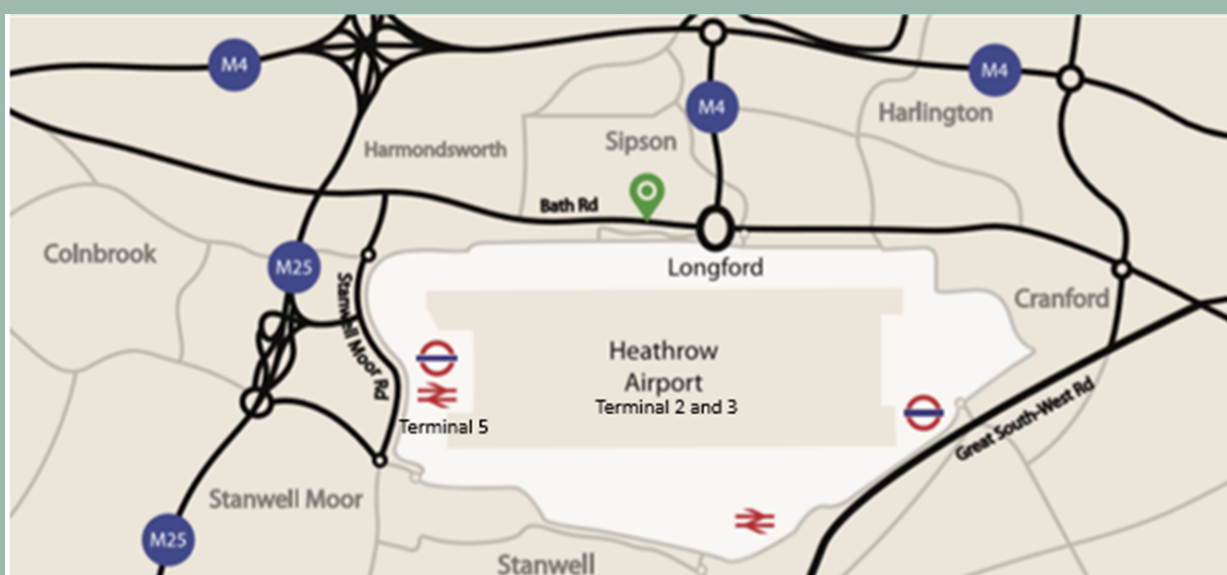 M4
M4
M4
Harlington
Sipson
Harmondsworth
Bath Rd
Colnbrook
M25
Longford
Stanwell Moor Rd
Cranford
Heathrow
Airport
Terminal 2 and 3
Terminal 5
Great South-West Rd
Stanwell Moor
M25
Stanwell